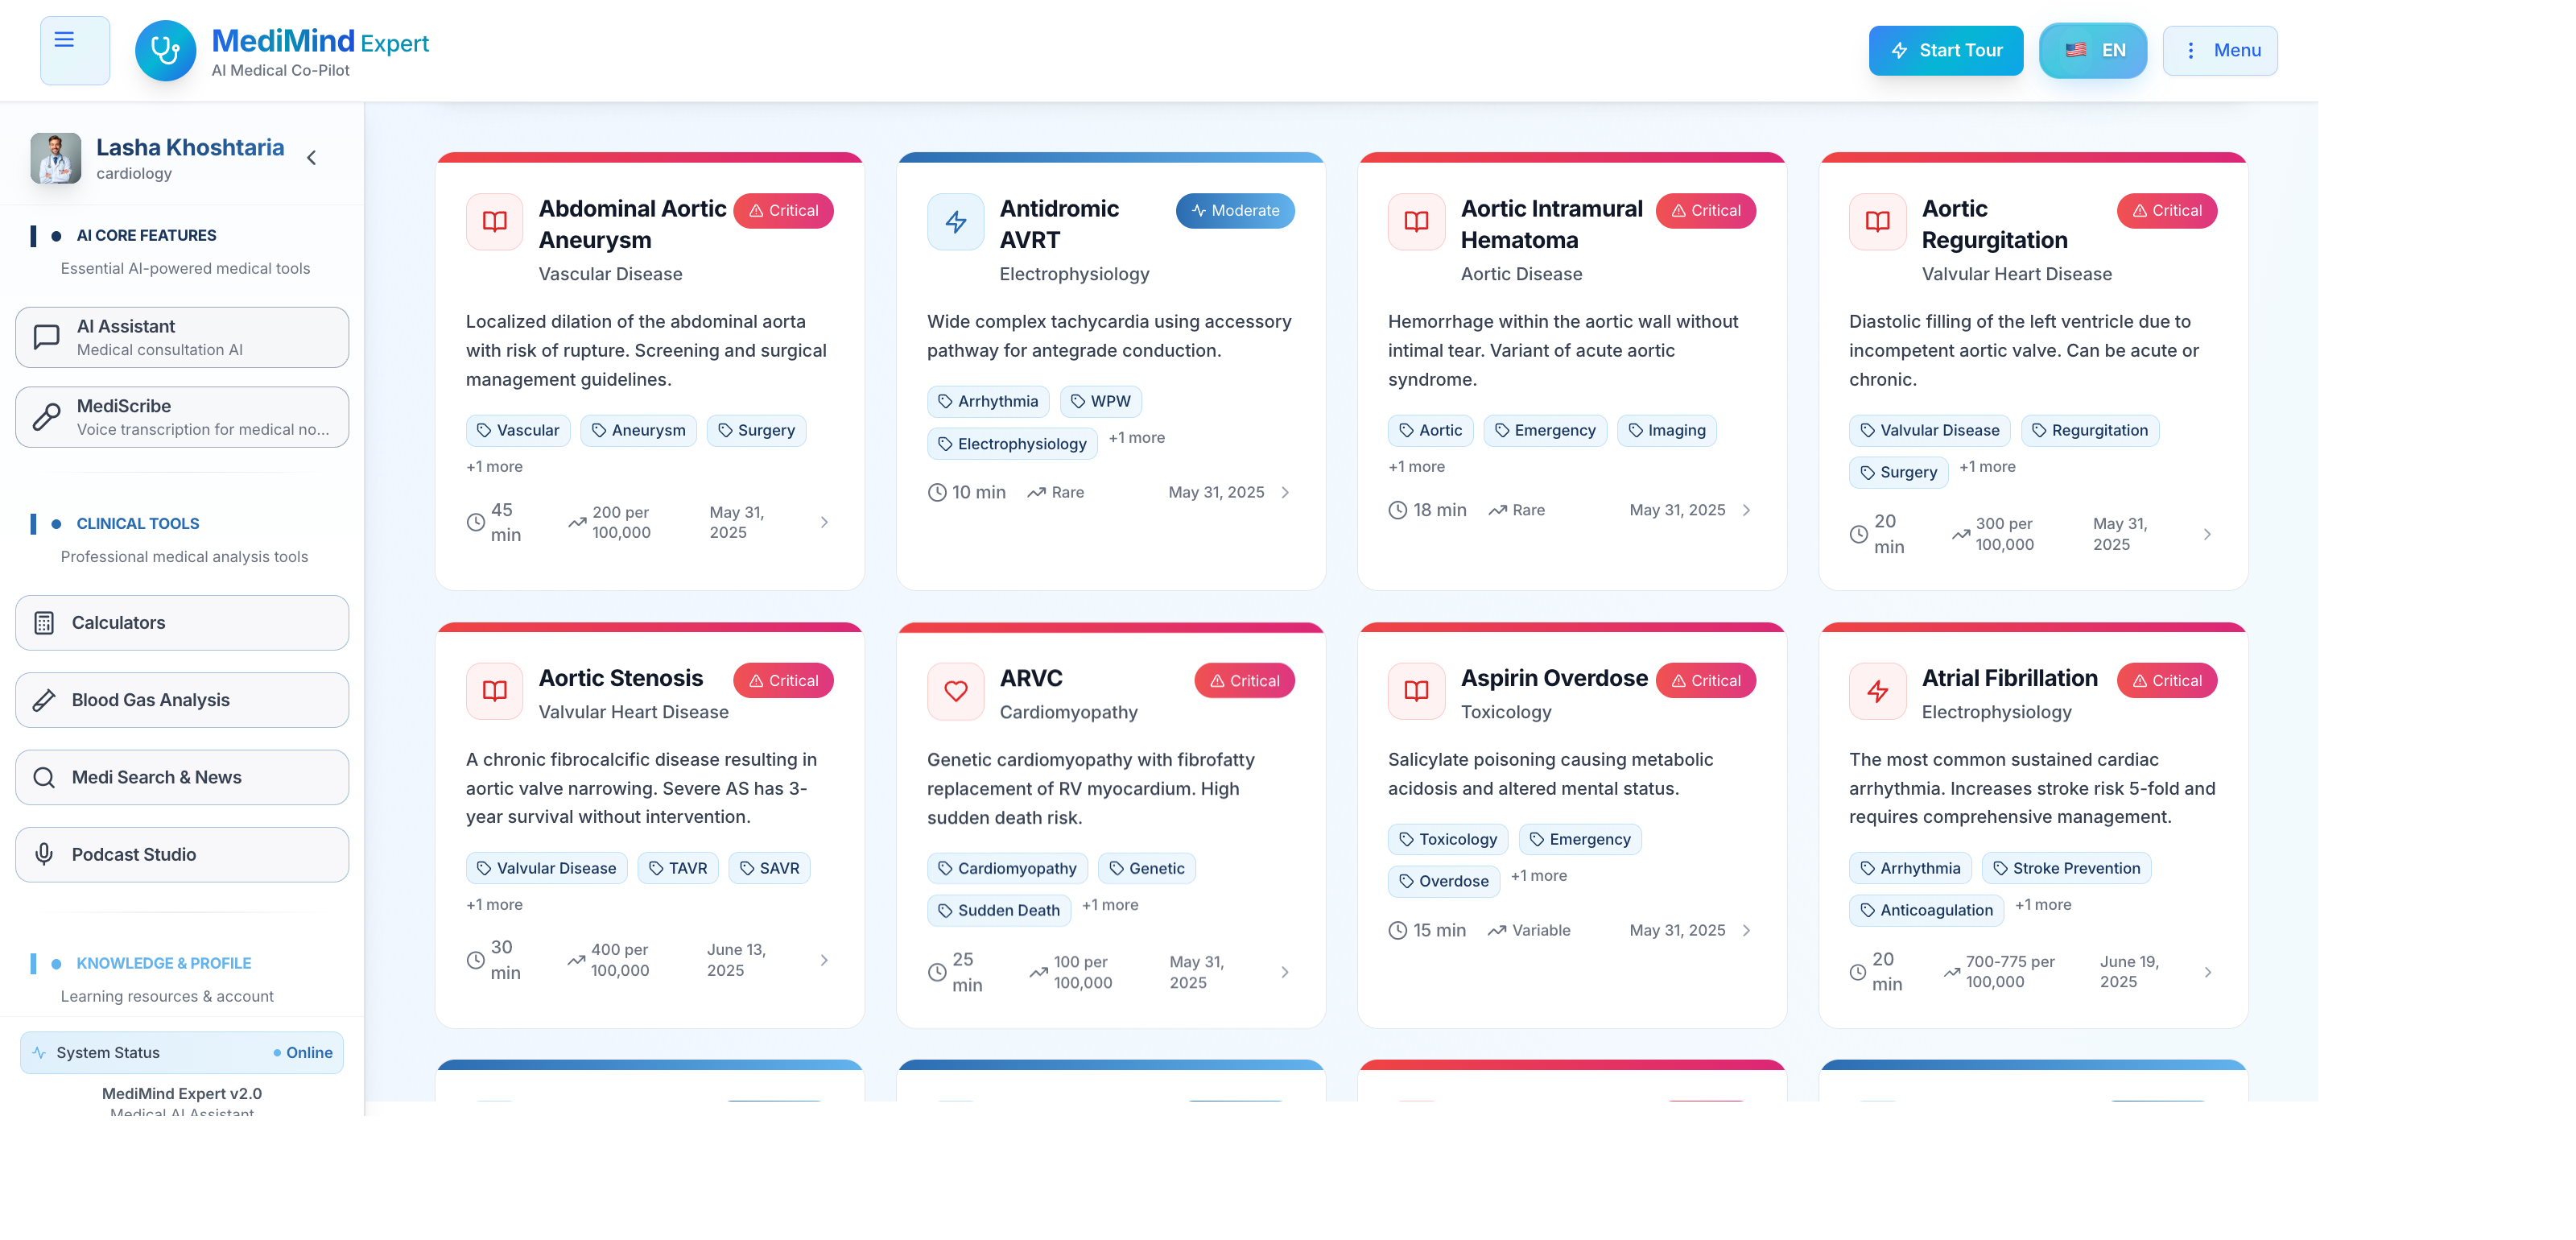 MediMind Expert
AI Medical Co-Pilot
Start Tour
🇺🇸 EN
Menu
Lasha Khoshtaria
cardiology
AI CORE FEATURES
Essential AI-powered medical tools
AI Assistant
Medical consultation AI
MediScribe
Voice transcription for medical no...
CLINICAL TOOLS
Professional medical analysis tools
Calculators
Blood Gas Analysis
Medi Search & News
Podcast Studio
KNOWLEDGE & PROFILE
Learning resources & account
System Status
Online
MediMind Expert v2.0
Medical AI Assistant
Abdominal Aortic
Aneurysm
Critical
Vascular Disease
Localized dilation of the abdominal aorta
with risk of rupture. Screening and surgical
management guidelines.
Vascular
Aneurysm
Surgery
+1 more
45
min
200 per
100,000
May 31,
2025
Antidromic
AVRT
Moderate
Electrophysiology
Wide complex tachycardia using accessory
pathway for antegrade conduction.
Arrhythmia
WPW
Electrophysiology
+1 more
10 min
Rare
May 31, 2025
Aortic Intramural
Hematoma
Critical
Aortic Disease
Hemorrhage within the aortic wall without
intimal tear. Variant of acute aortic
syndrome.
Aortic
Emergency
Imaging
+1 more
18 min
Rare
May 31, 2025
Aortic
Regurgitation
Critical
Valvular Heart Disease
Diastolic filling of the left ventricle due to
incompetent aortic valve. Can be acute or
chronic.
Valvular Disease
Regurgitation
Surgery
+1 more
20
min
300 per
100,000
May 31,
2025
Aortic Stenosis
Critical
Valvular Heart Disease
A chronic fibrocalcific disease resulting in
aortic valve narrowing. Severe AS has 3-
year survival without intervention.
Valvular Disease
TAVR
SAVR
+1 more
30
min
400 per
100,000
June 13,
2025
ARVC
Critical
Cardiomyopathy
Genetic cardiomyopathy with fibrofatty
replacement of RV myocardium. High
sudden death risk.
Cardiomyopathy
Genetic
Sudden Death
+1 more
25
min
100 per
100,000
May 31,
2025
Aspirin Overdose
Critical
Toxicology
Salicylate poisoning causing metabolic
acidosis and altered mental status.
Toxicology
Emergency
Overdose
+1 more
15 min
Variable
May 31, 2025
Atrial Fibrillation
Critical
Electrophysiology
The most common sustained cardiac
arrhythmia. Increases stroke risk 5-fold and
requires comprehensive management.
Arrhythmia
Stroke Prevention
Anticoagulation
+1 more
20
min
700-775 per
100,000
June 19,
2025